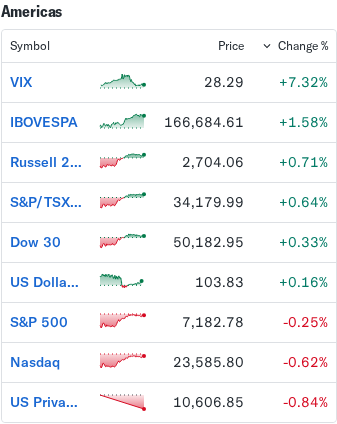 Americas
Symbol Price Change %
VIX 28.29 +7.32%
IBOVESPA 166,684.61 +1.58%
Russell 2... 2,704.06 +0.71%
S&P/TSX... 34,179.99 +0.64%
Dow 30 50,182.95 +0.33%
US Dolla... 103.83 +0.16%
S&P 500 7,182.78 -0.25%
Nasdaq 23,585.80 -0.62%
US Priva... 10,606.85 -0.84%